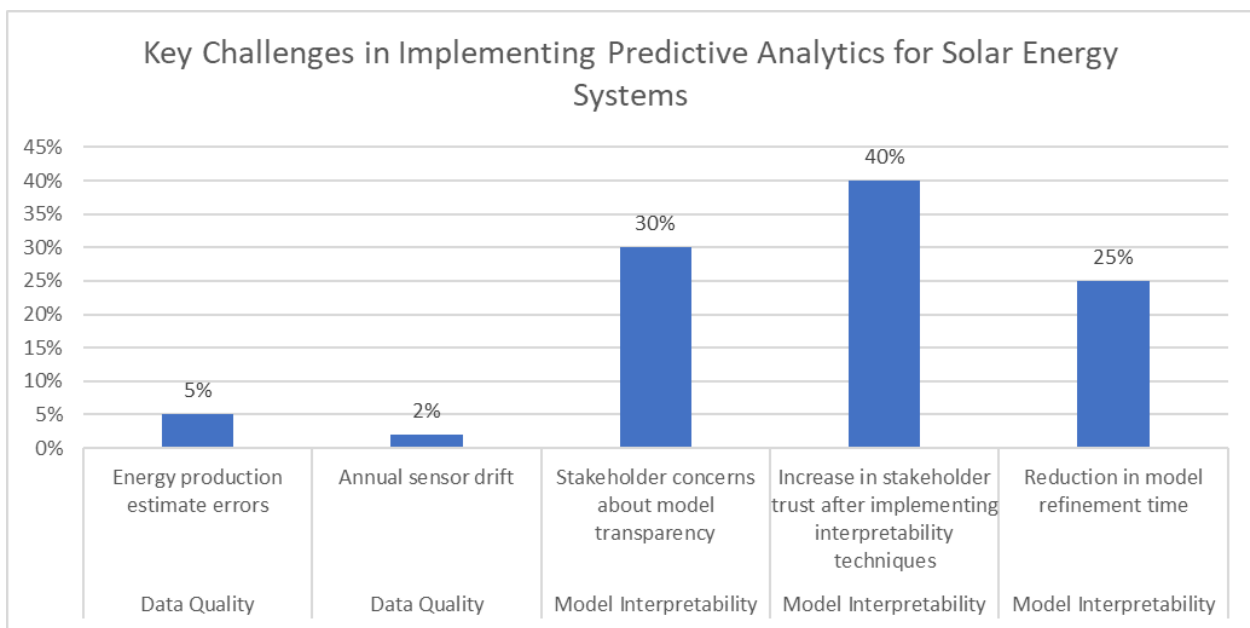 Key Challenges in Implementing Predictive Analytics for Solar Energy
Systems
45%
40%
35%
30%
25%
20%
15%
10%
5%
0%
5%
2%
30%
40%
25%
Energy production
estimate errors
Annual sensor drift
Stakeholder concerns
about model
transparency
Increase in stakeholder
trust after implementing
interpretability
techniques
Reduction in model
refinement time
Data Quality
Data Quality
Model Interpretability
Model Interpretability
Model Interpretability